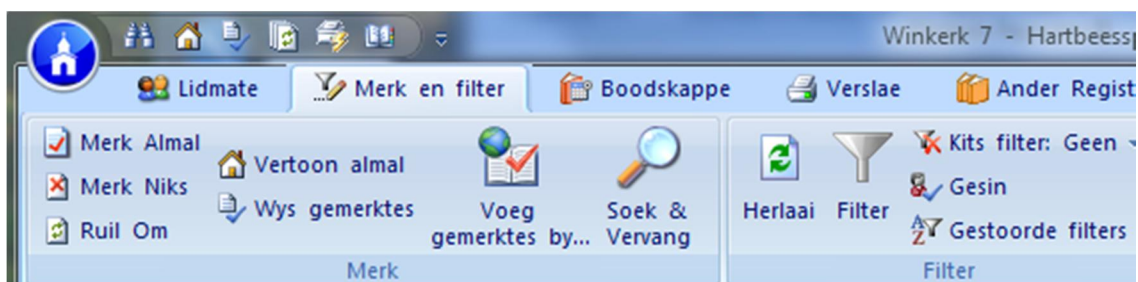 Winkerk 7 - Hartbeessp
Lidmate Merk en filter Boodskappe Verslae Ander Regist
Merk Almal
Merk Niks
Ruil Om
Vertoon almal
Wys gemerktes
Voeg
gemerktes by...
Soek &
Vervang
Merk
Herlaai
Filter
Kits filter: Geen
Gesin
Gestoorde filters
Filter